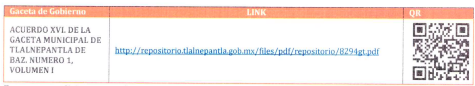 Gaceta de Gobierno LINK QR
ACUERDO XVI. DE LA
GACETA MUNICIPAL DE
TLALNEPANTLA DE
BAZ. NUMERO 1,
VOLUMEN I
http://repositorio.tlalnepantla.gob.mx/files/pdf/repositorio/8294gt.pdf